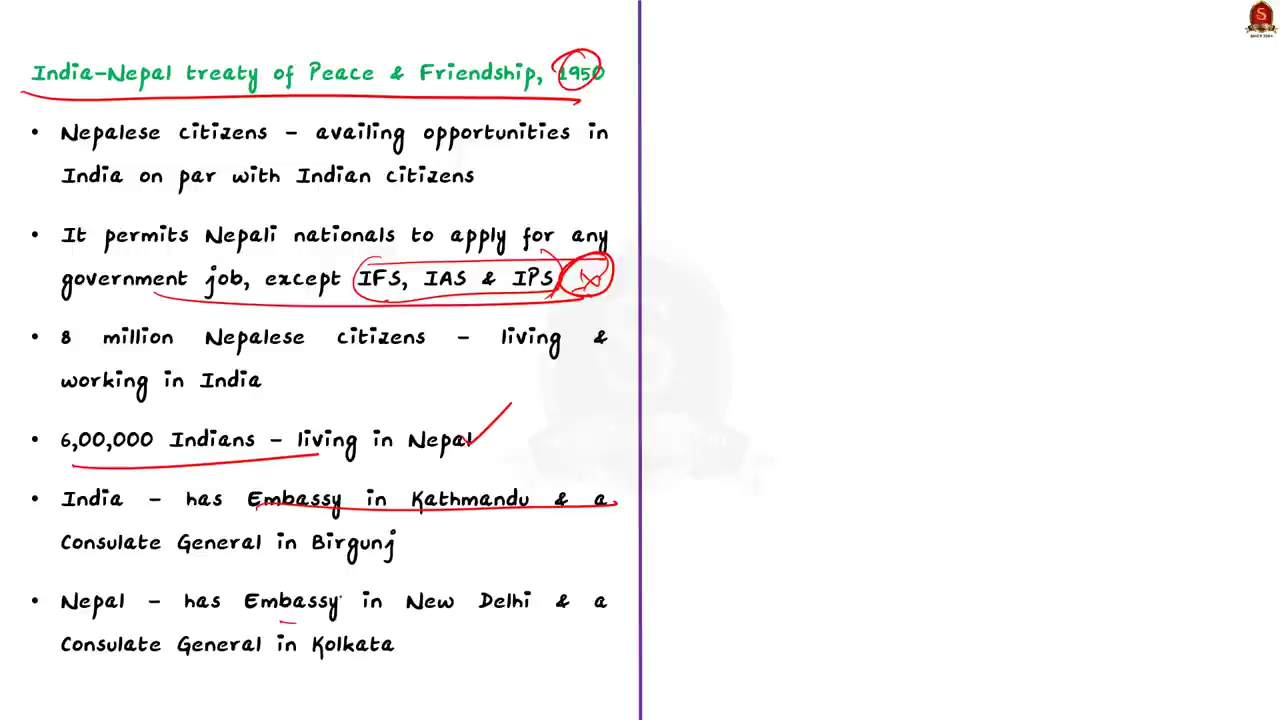 India-Nepal treaty of Peace & Friendship, 1950
• Nepalese citizens - availing opportunities in
India on par with Indian citizens
• It permits Nepali nationals to apply for any
government job, except IFS, IAS & IPS
• 8 million Nepalese citizens - living &
working in India
• 6,00,000 Indians - living in Nepal
• India - has Embassy in Kathmandu & a
Consulate General in Birgunj
• Nepal - has Embassy in New Delhi & a
Consulate General in Kolkata